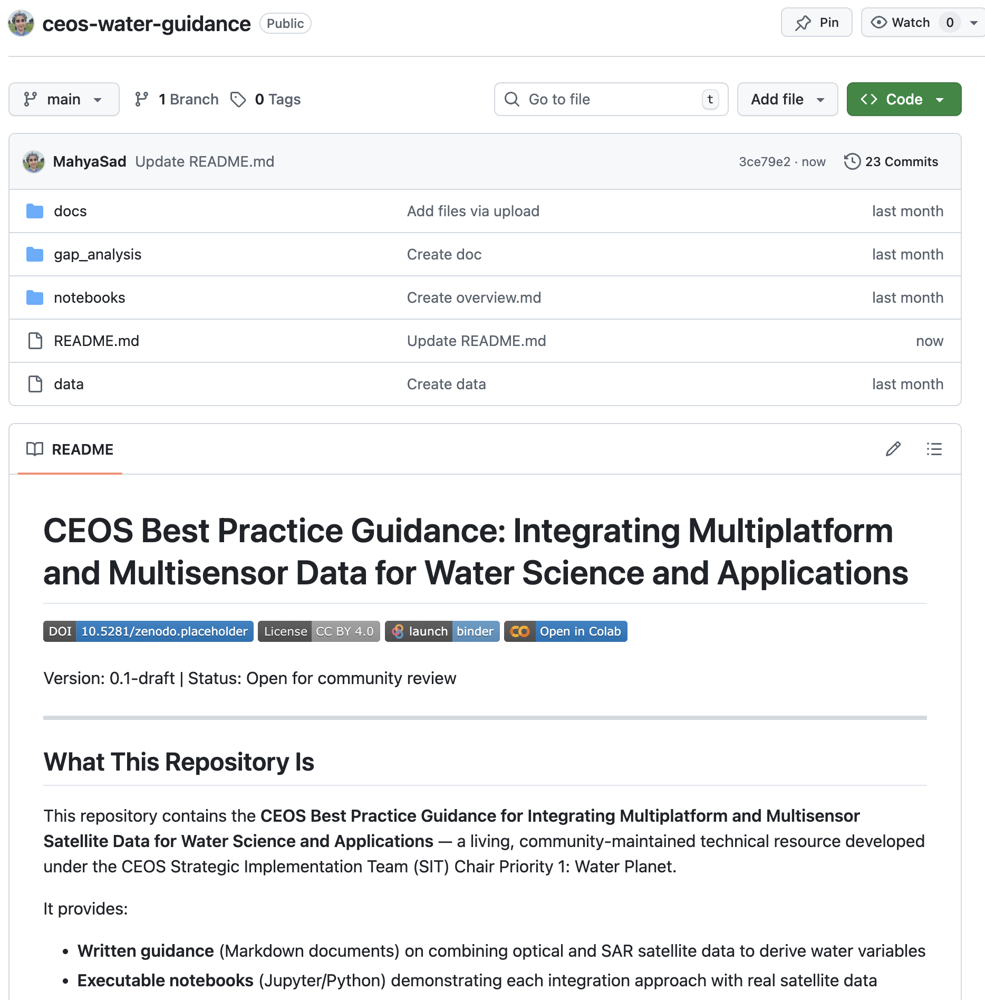 ceos-water-guidance Public Pin Watch 0
main 1 Branch 0 Tags Go to file t Add file Code
MahyaSad Update README.md 3ce79e2 · now 23 Commits
docs Add files via upload last month
gap_analysis Create doc last month
notebooks Create overview.md last month
README.md Update README.md now
data Create data last month
README
CEOS Best Practice Guidance: Integrating Multiplatform
and Multisensor Data for Water Science and Applications
DOI 10.5281/zenodo.placeholder License CC BY 4.0 launch binder Open in Colab
Version: 0.1-draft | Status: Open for community review
What This Repository Is
This repository contains the CEOS Best Practice Guidance for Integrating Multiplatform and Multisensor
Satellite Data for Water Science and Applications — a living, community-maintained technical resource developed
under the CEOS Strategic Implementation Team (SIT) Chair Priority 1: Water Planet.
It provides:
• Written guidance (Markdown documents) on combining optical and SAR satellite data to derive water variables
• Executable notebooks (Jupyter/Python) demonstrating each integration approach with real satellite data